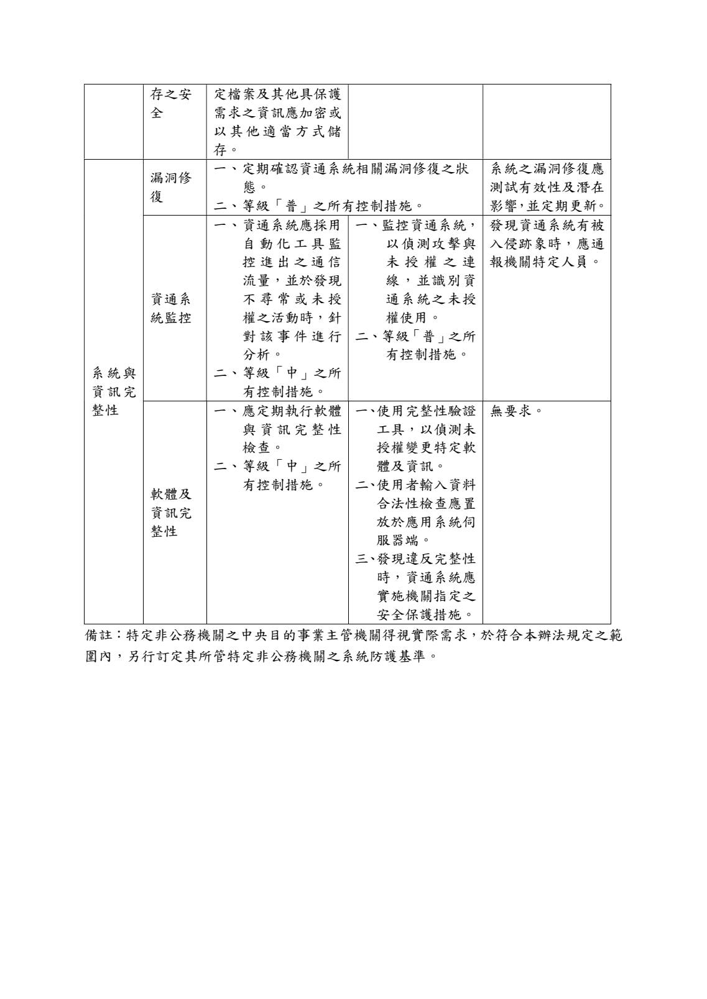 存之安
全
定檔案及其他具保護
需求之資訊應加密或
以其他適當方式儲
存。
系統與
資訊完
整性
漏洞修
復
一、定期確認資通系統相關漏洞修復之狀
態。
二、等級「普」之所有控制措施。
系統之漏洞修復應
測試有效性及潛在
影響，並定期更新。
資通系
統監控
一、資通系統應採用
自動化工具監
控進出之通信
流量，並於發現
不尋常或未授
權之活動時，針
對該事件進行
分析。
二、等級「中」之所
有控制措施。
一、監控資通系統，
以偵測攻擊與
未授權之連
線，並識別資
通系統之未授
權使用。
二、等級「普」之所
有控制措施。
發現資通系統有被
入侵跡象時，應通
報機關特定人員。
軟體及
資訊完
整性
一、應定期執行軟體
與資訊完整性
檢查。
二、等級「中」之所
有控制措施。
一、使用完整性驗證
工具，以偵測未
授權變更特定軟
體及資訊。
二、使用者輸入資料
合法性檢查應置
放於應用系統伺
服器端。
三、發現違反完整性
時，資通系統應
實施機關指定之
安全保護措施。
無要求。
備註：特定非公務機關之中央目的事業主管機關得視實際需求，於符合本辦法規定之範
圍內，另行訂定其所管特定非公務機關之系統防護基準。